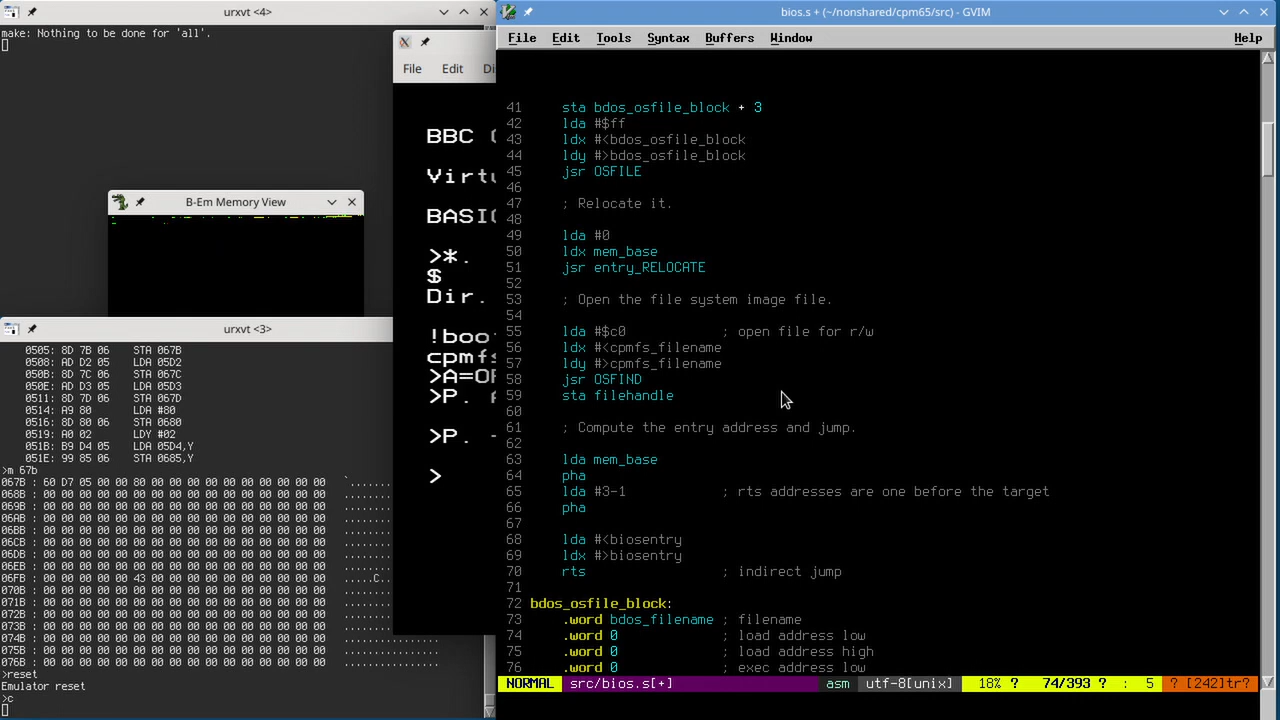 urxvt <4>
make: Nothing to be done for 'all'.
B-Em Memory View
urxvt <3>
0505: 8D 7B 06 STA 067B
0508: AD D2 05 LDA 05D2
050B: 8D 7C 06 STA 067C
050E: AD D3 05 LDA 05D3
0511: 8D 7D 06 STA 067D
0514: A9 80 LDA #80
0516: 8D 80 06 STA 0680
0519: A0 02 LDY #02
051B: B9 D4 05 LDA 05D4,Y
051E: 99 85 06 STA 0685,Y
>m 67b
067B : 60 D7 05 00 00 80 00 00 00 00 00 00 00 00 00 00 `.......
068B : 00 00 00 00 00 00 00 00 00 00 00 00 00 00 00 00 ........
069B : 00 00 00 00 00 00 00 00 00 00 00 00 00 00 00 00 ........
06AB : 00 00 00 00 00 00 00 00 00 00 00 00 00 00 00 00 ........
06BB : 00 00 00 00 00 00 00 00 00 00 00 00 00 00 00 00 ........
06CB : 00 00 00 00 00 00 00 00 00 00 00 00 00 00 00 00 ........
06DB : 00 00 00 00 00 00 00 00 00 00 00 00 00 00 00 00 ........
06EB : 00 00 00 00 00 00 00 00 00 00 00 00 00 00 00 00 ........
06FB : 00 00 00 00 00 43 00 00 00 00 00 00 00 00 00 00 .....C..
070B : 00 00 00 00 00 00 00 00 00 00 00 00 00 00 00 00 ........
071B : 00 00 00 00 00 00 00 00 00 00 00 00 00 00 00 00 ........
072B : 00 00 00 00 00 00 00 00 00 00 00 00 00 00 00 00 ........
073B : 00 00 00 00 00 00 00 00 00 00 00 00 00 00 00 00 ........
074B : 00 00 00 00 00 00 00 00 00 00 00 00 00 00 00 00 ................
075B : 00 00 00 00 00 00 00 00 00 00 00 00 00 00 00 00 ................
076B : 00 00 00 00 00 00 00 00 00 00 00 00 00 00 00 00 ................
>reset
Emulator reset
>c
File Edit
BBC
Virtu
BASIC
>*.
$
Dir.
!boo
cpmfs
>A=OP
>P.
>P. -
>
bios.s + (~/nonshared/cpm65/src) - GVIM
File Edit Tools Syntax Buffers Window Help
41 sta bdos_osfile_block + 3
42 lda #$ff
43 ldx #<bdos_osfile_block
44 ldy #>bdos_osfile_block
45 jsr OSFILE
46
47 ; Relocate it.
48
49 lda #0
50 ldx mem_base
51 jsr entry_RELOCATE
52
53 ; Open the file system image file.
54
55 lda #$c0 ; open file for r/w
56 ldx #<cpmfs_filename
57 ldy #>cpmfs_filename
58 jsr OSFIND
59 sta filehandle
60
61 ; Compute the entry address and jump.
62
63 lda mem_base
64 pha
65 lda #3-1 ; rts addresses are one before the target
66 pha
67
68 lda #<biosentry
69 ldx #>biosentry
70 rts ; indirect jump
71
72 bdos_osfile_block:
73 .word bdos_filename ; filename
74 .word 0 ; load address low
75 .word 0 ; load address high
76 .word 0 ; exec address low
NORMAL src/bios.s[+] asm utf-8[unix] 18% ? 74/393 ? : 5 ? [242]tr?